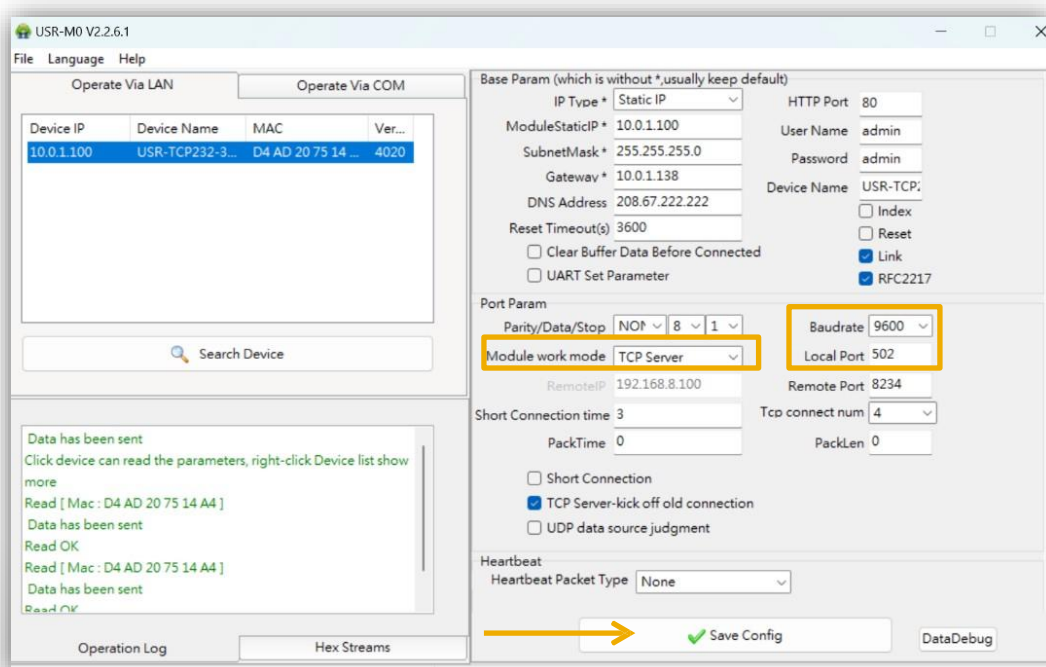 USR-M0 V2.2.6.1
File Language Help
Operate Via LAN
Operate Via COM
Device IP Device Name MAC Ver...
10.0.1.100 USR-TCP232-3... D4 AD 20 75 14 ... 4020
Search Device
Data has been sent
Click device can read the parameters, right-click Device list show
more
Read [ Mac : D4 AD 20 75 14 A4 ]
Data has been sent
Read OK
Read [ Mac : D4 AD 20 75 14 A4 ]
Data has been sent
Read OK
Operation Log
Hex Streams
Base Param (which is without *,usually keep default)
IP Type * Static IP
HTTP Port 80
ModuleStaticIP * 10.0.1.100
User Name admin
SubnetMask * 255.255.255.0
Password admin
Gateway * 10.0.1.138
Device Name USR-TCP
DNS Address 208.67.222.222
Index
Reset Timeout(s) 3600
Reset
Clear Buffer Data Before Connected
Link
UART Set Parameter
RFC2217
Port Param
Parity/Data/Stop NON 8 1
Baudrate 9600
Module work mode TCP Server
Local Port 502
RemoteIP 192.168.8.100
Remote Port 8234
Short Connection time 3
Tcp connect num 4
PackTime 0
PackLen 0
Short Connection
TCP Server-kick off old connection
UDP data source judgment
Heartbeat
Heartbeat Packet Type None
Save Config
DataDebug